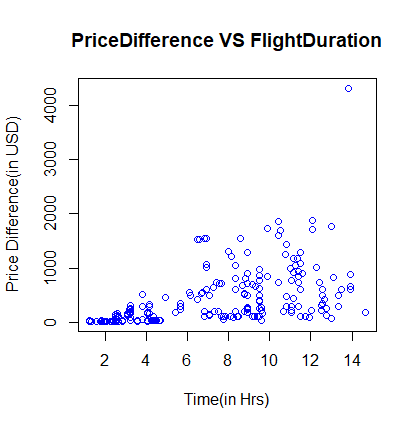 PriceDifference VS FlightDuration
Price Difference(in USD)
4000
3000
2000
1000
0
2 4 6 8 10 12 14
Time(in Hrs)